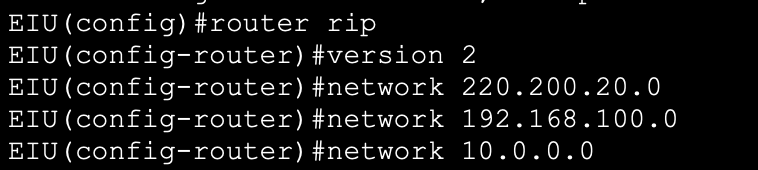 EIU(config)#router rip
EIU(config-router)#version 2
EIU(config-router)#network 220.200.20.0
EIU(config-router)#network 192.168.100.0
EIU(config-router)#network 10.0.0.0